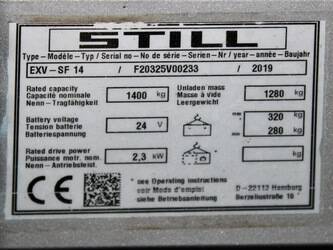 STILL
Type - Modèle - Typ / Serial no - No de série - Serien - Nr / year - année - Baujahr
EXV - SF 14 / F20325V00233 / 2019
Rated capacity
Capacité nominale
Nenn - Tragfähigkeit
1400 kg
Unladen mass
Masse à vide
Leergewicht
1280 kg
Battery voltage
Tension batterie
Batteriespannung
24 V
max 320 kg
min 280 kg
Rated drive power
Puissance motr. nom.
Nenn - Antriebsleist.
2,3 kW
kg
CE
see Operating instructions
voir Mode d'emploi
siehe Betriebsanleitung
D - 22113 Hamburg
Berzeliusstraße 10